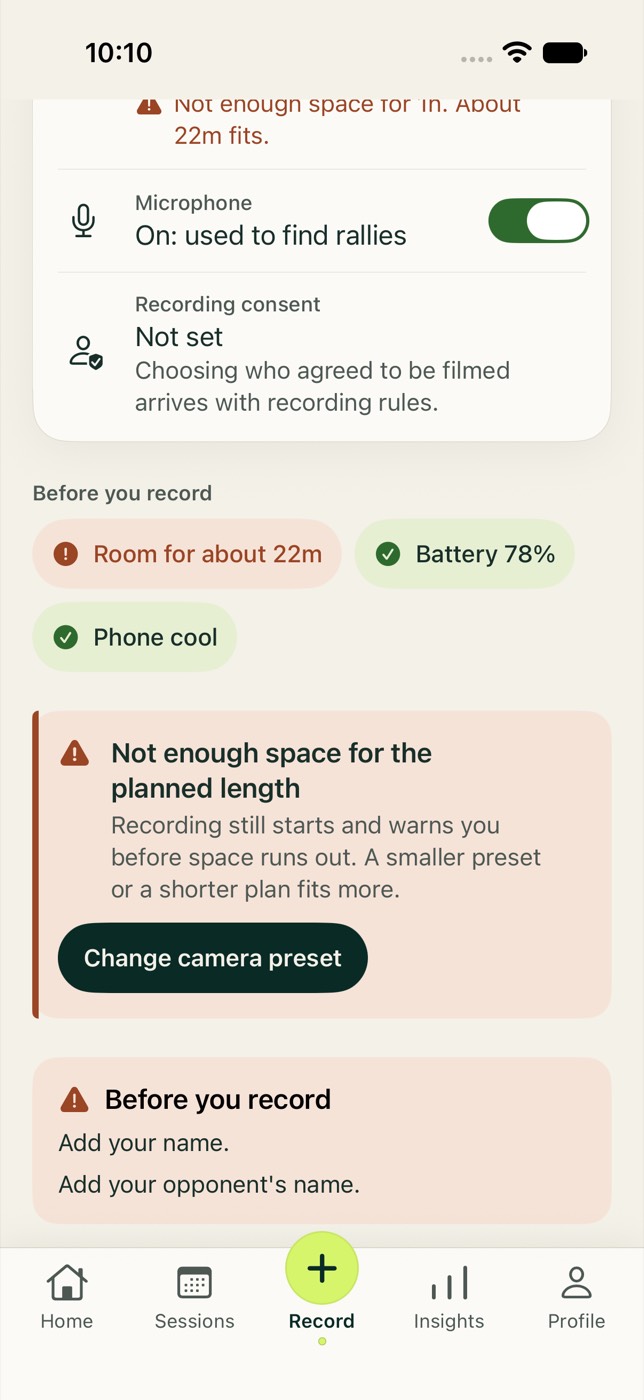 10:10
Not enough space for 1h. About
22m fits.
Microphone
On: used to find rallies
Recording consent
Not set
Choosing who agreed to be filmed
arrives with recording rules.
Before you record
Room for about 22m
Battery 78%
Phone cool
Not enough space for the
planned length
Recording still starts and warns you
before space runs out. A smaller preset
or a shorter plan fits more.
Change camera preset
Before you record
Add your name.
Add your opponent's name.
Home
Sessions
Record
Insights
Profile